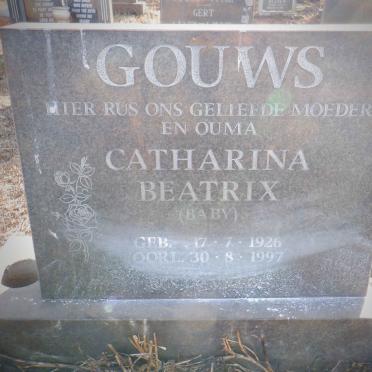 GERT
GOUWS
HIER RUS ONS GELIEFDE MOEDER
EN OUMA
CATHARINA
BEATRIX
(BABY)
GEB. 17 - 7 - 1926
OORL. 30 - 8 - 1997